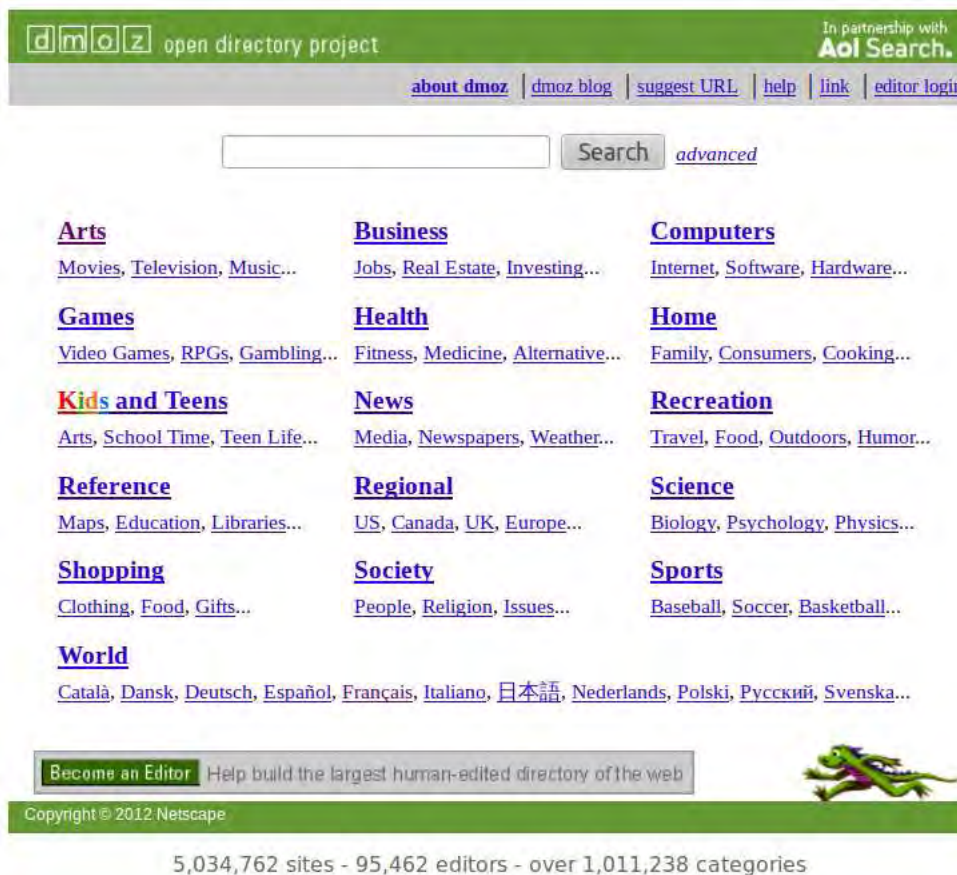 dmoz open directory project
In partnership with
Aol Search.
about dmoz | dmoz blog | suggest URL | help | link | editor login
Search advanced
Arts Business Computers
Movies, Television, Music... Jobs, Real Estate, Investing... Internet, Software, Hardware...
Games Health Home
Video Games, RPGs, Gambling... Fitness, Medicine, Alternative... Family, Consumers, Cooking...
Kids and Teens News Recreation
Arts, School Time, Teen Life... Media, Newspapers, Weather... Travel, Food, Outdoors, Humor...
Reference Regional Science
Maps, Education, Libraries... US, Canada, UK, Europe... Biology, Psychology, Physics...
Shopping Society Sports
Clothing, Food, Gifts... People, Religion, Issues... Baseball, Soccer, Basketball...
World
Català, Dansk, Deutsch, Español, Français, Italiano, 日本語, Nederlands, Polski, Русский, Svenska...
Become an Editor Help build the largest human-edited directory of the web
Copyright © 2012 Netscape
5,034,762 sites - 95,462 editors - over 1,011,238 categories